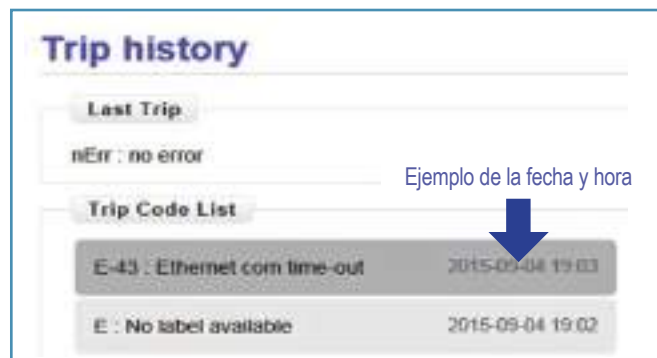 Trip history
Last Trip
nErr : no error
Ejemplo de la fecha y hora
Trip Code List
E-43 : Ethernet com time-out 2015-09-04 19:03
E : No label available 2015-09-04 19:02